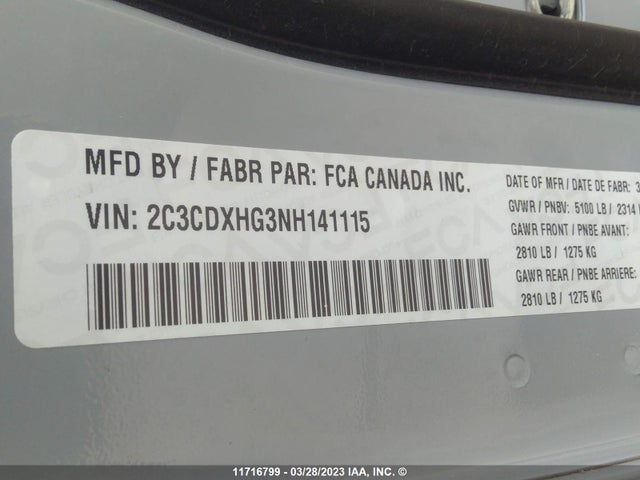 MFD BY / FABR PAR: FCA CANADA INC.
VIN: 2C3CDXHG3NH141115
DATE OF MFR / DATE DE FABR: 3
GVWR / PNBV: 5100 LB / 2314
GAWR FRONT / PNBE AVANT:
2810 LB / 1275 KG
GAWR REAR / PNBE ARRIERE:
2810 LB / 1275 KG
11716799 - 03/28/2023 IAA, INC. ©